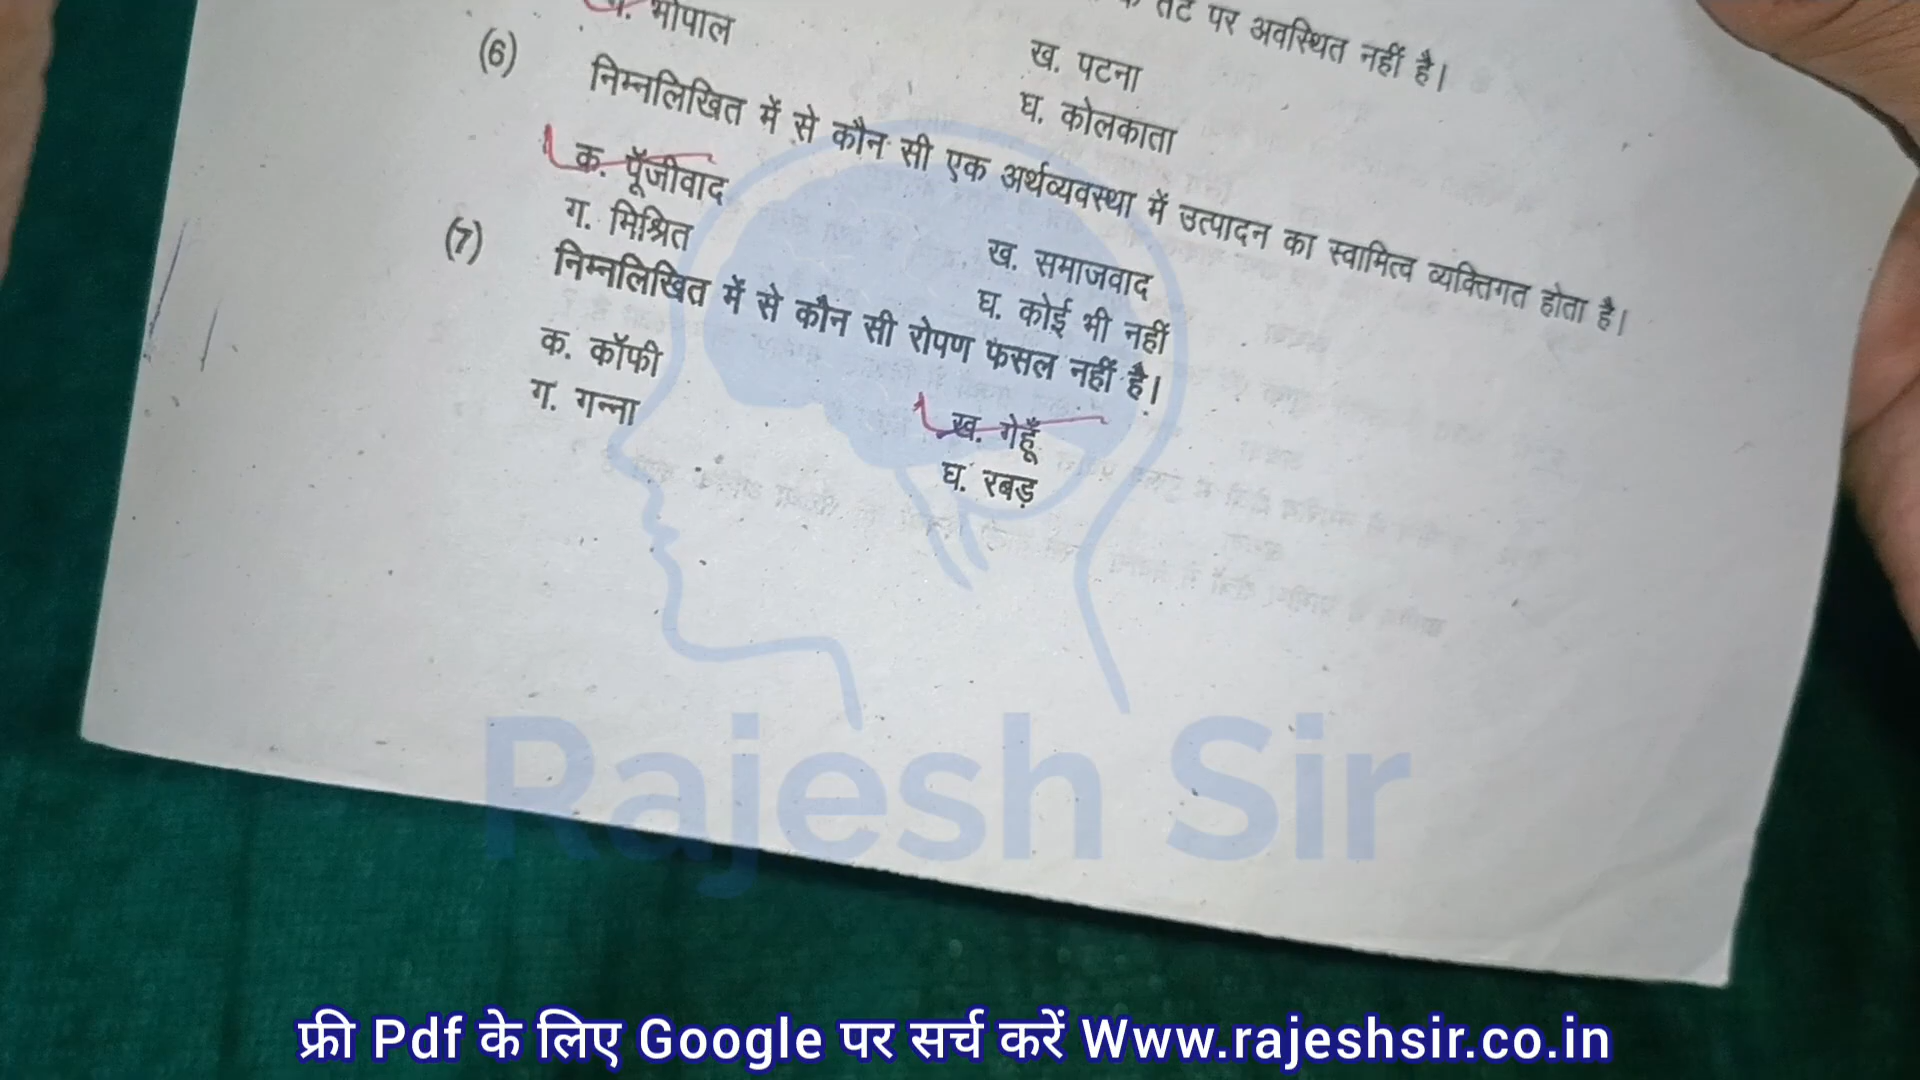 के तट पर अवस्थित नहीं है।
ग. भोपाल
ख. पटना
घ. कोलकाता
(6) निम्नलिखित में से कौन सी एक अर्थव्यवस्था में उत्पादन का स्वामित्व व्यक्तिगत होता है।
क. पूँजीवाद
ख. समाजवाद
ग. मिश्रित
घ. कोई भी नहीं
(7) निम्नलिखित में से कौन सी रोपण फसल नहीं है।
क. कॉफी
ख. गेहूँ
ग. गन्ना
घ. रबड़
Rajesh Sir
फ्री Pdf के लिए Google पर सर्च करें Www.rajeshsir.co.in